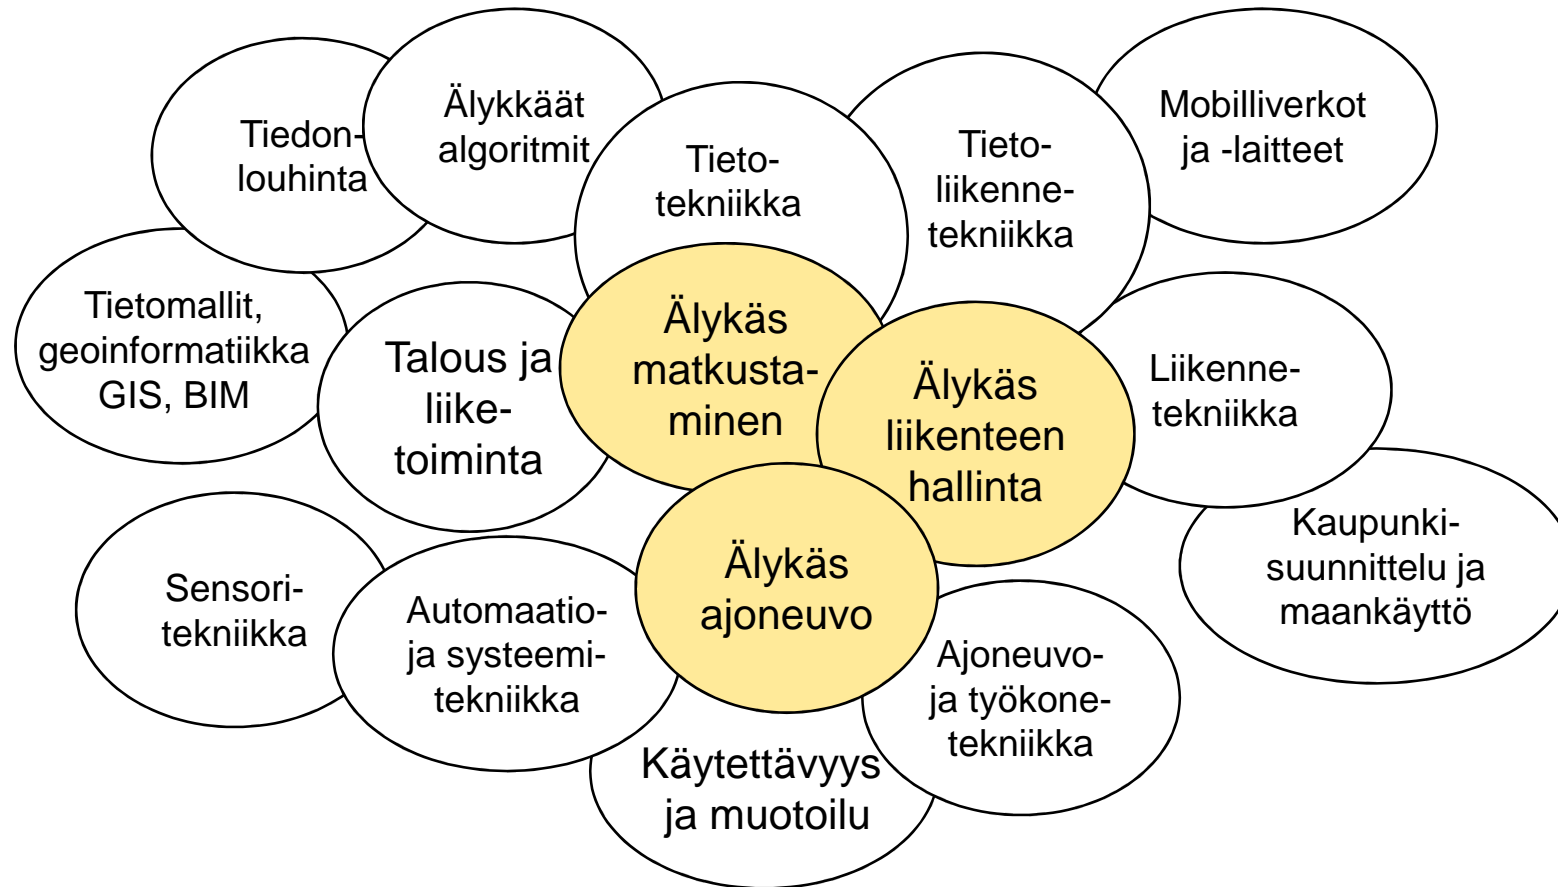 Tiedon-
louhinta
Älykkäät
algoritmit
Tieto-
tekniikka
Tieto-
liikenne-
tekniikka
Mobilliverkot
ja -laitteet
Tietomallit,
geoinformatiikka
GIS, BIM
Talous ja
liike-
toiminta
Älykäs
matkusta-
minen
Älykäs
liikenteen
hallinta
Liikenne-
tekniikka
Kaupunki-
suunnittelu ja
maankäyttö
Sensori-
tekniikka
Automaatio-
ja systeemi-
tekniikka
Älykäs
ajoneuvo
Ajoneuvo-
ja työkone-
tekniikka
Käytettävyys
ja muotoilu